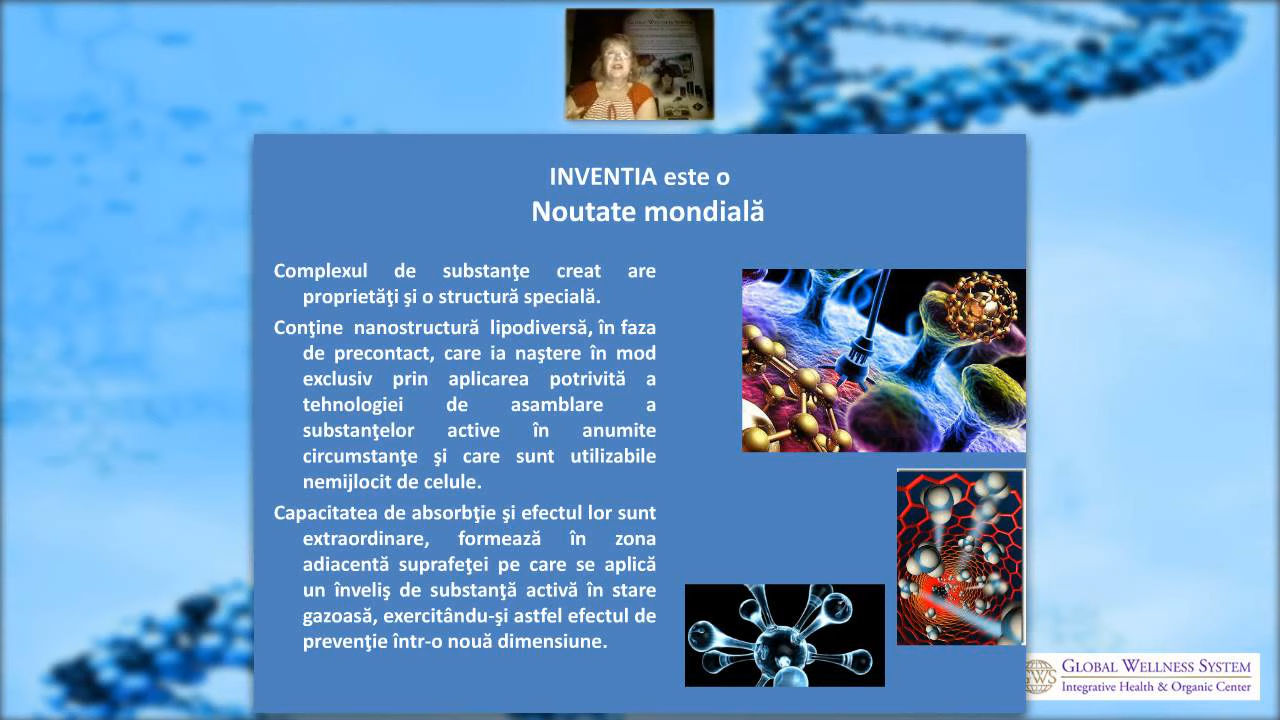 GLOBAL WELLNESS SYSTEM
INVENTIA este o
Noutate mondială
Complexul de substanţe creat are
proprietăţi şi o structură specială.
Conţine nanostructură lipodiversă, în faza
de precontact, care ia naştere în mod
exclusiv prin aplicarea potrivită a
tehnologiei de asamblare a
substanţelor active în anumite
circumstanţe şi care sunt utilizabile
nemijlocit de celule.
Capacitatea de absorbţie şi efectul lor sunt
extraordinare, formează în zona
adiacentă suprafeţei pe care se aplică
un înveliş de substanţă activă în stare
gazoasă, exercitându-şi astfel efectul de
prevenţie într-o nouă dimensiune.
GWS
GLOBAL WELLNESS SYSTEM
Integrative Health & Organic Center